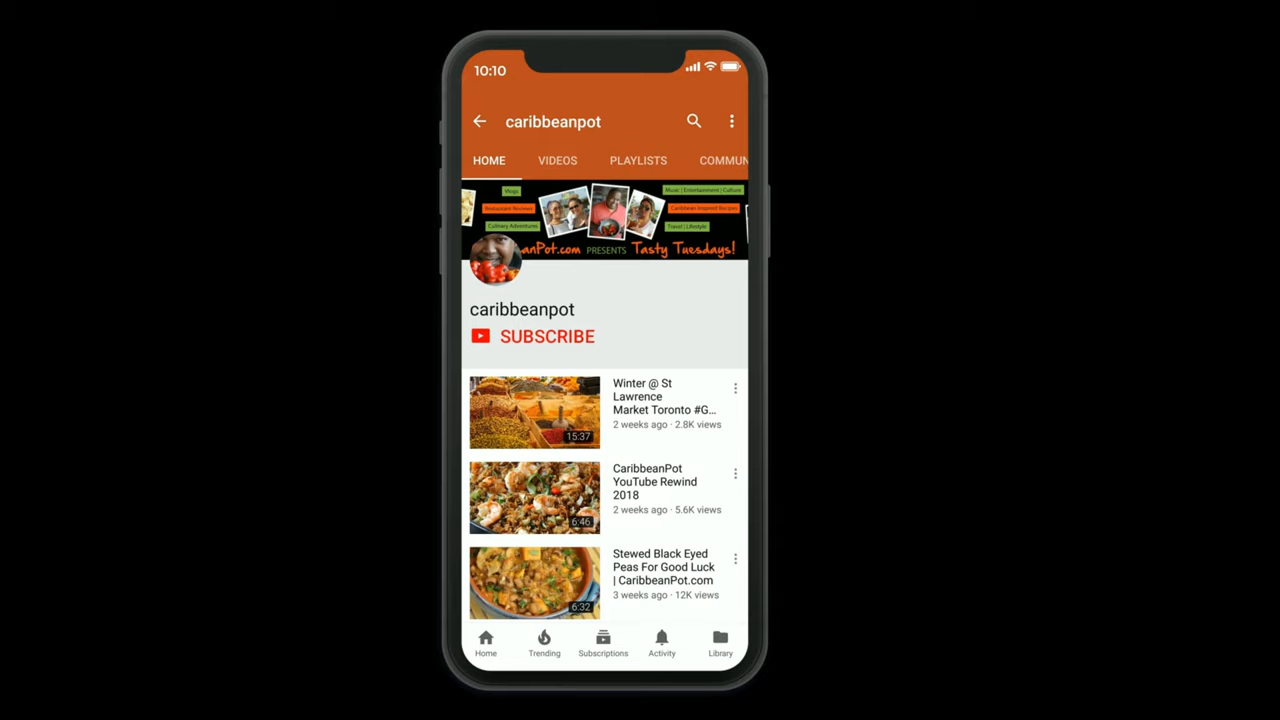 10:10
caribbeanpot
HOME VIDEOS PLAYLISTS COMMUN
Vlogs
Restaurant Reviews
Culinary Adventures
Music | Entertainment | Culture
Caribbean Inspired Recipes
Travel | Lifestyle
anPot.com PRESENTS Tasty Tuesdays!
caribbeanpot
SUBSCRIBE
Winter @ St
Lawrence
Market Toronto #G...
2 weeks ago · 2.8K views
15:37
CaribbeanPot
YouTube Rewind
2018
2 weeks ago · 5.6K views
6:46
Stewed Black Eyed
Peas For Good Luck
| CaribbeanPot.com
3 weeks ago · 12K views
6:32
Home Trending Subscriptions Activity Library